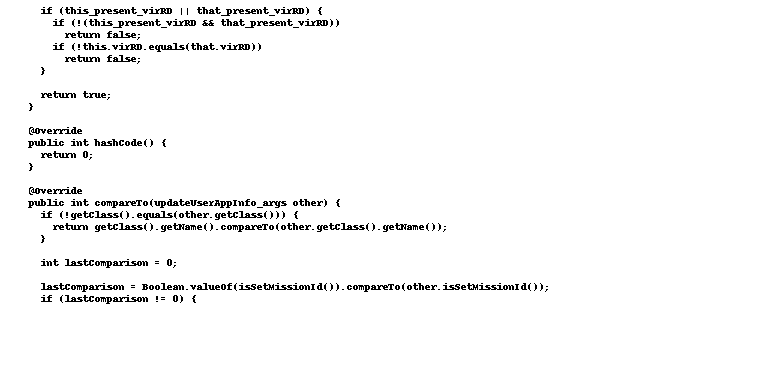 if (this_present_virRD || that_present_virRD) {
if (!(this_present_virRD && that_present_virRD))
return false;
if (!this.virRD.equals(that.virRD))
return false;
}
return true;
}
@Override
public int hashCode() {
return 0;
}
@Override
public int compareTo(updateUserAppInfo_args other) {
if (!getClass().equals(other.getClass())) {
return getClass().getName().compareTo(other.getClass().getName());
}
int lastComparison = 0;
lastComparison = Boolean.valueOf(isSetMissionId()).compareTo(other.isSetMissionId());
if (lastComparison != 0) {